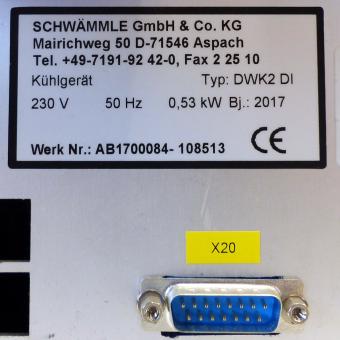 SCHWÄMMLE GmbH & Co. KG
Mairichweg 50 D-71546 Aspach
Tel. +49-7191-92 42-0, Fax 2 25 10
Kühlgerät Typ: DWK2 DI
230 V 50 Hz 0,53 kW Bj.: 2017
Werk Nr.: AB1700084- 108513 CE
X20